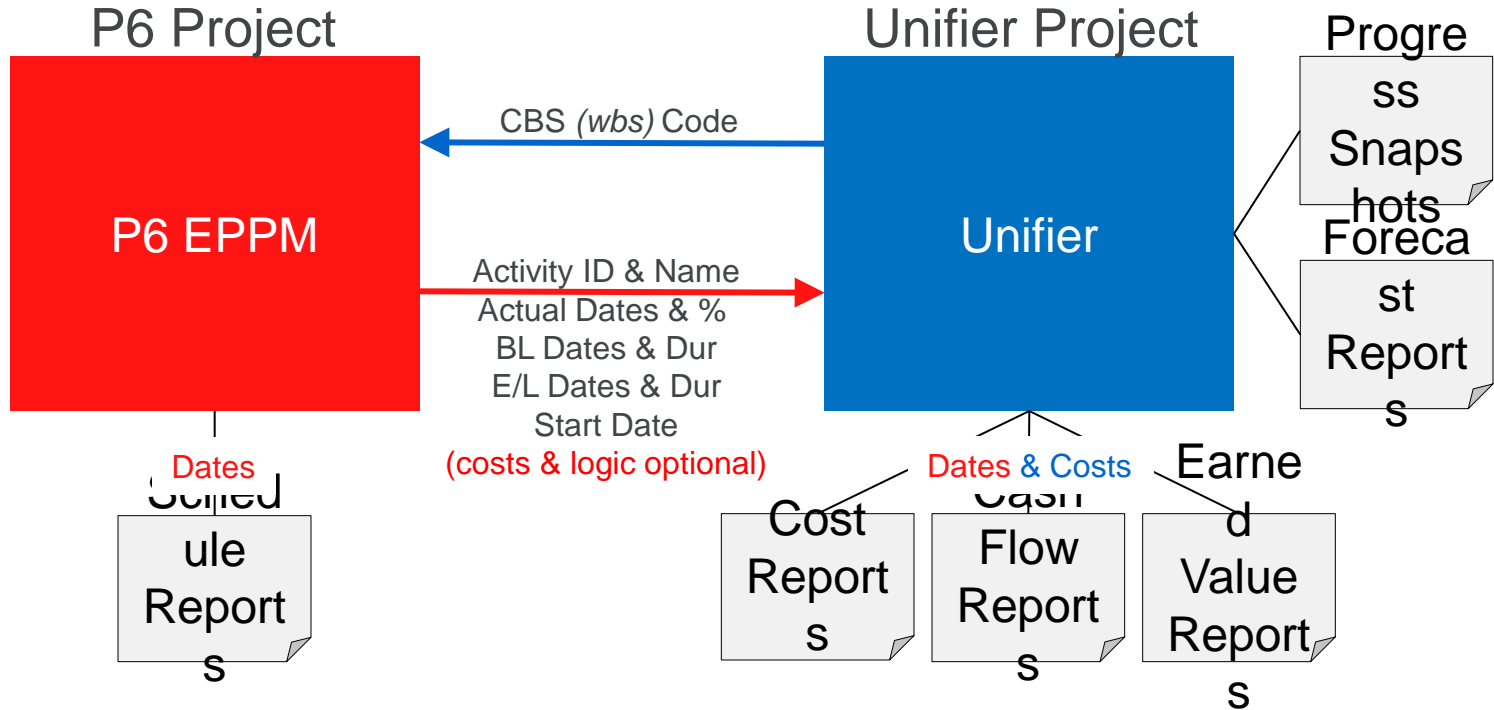 P6 Project
Unifier Project
P6 EPPM
CBS (wbs) Code
Activity ID & Name
Actual Dates & %
BL Dates & Dur
E/L Dates & Dur
Start Date
(costs & logic optional)
Unifier
Progre
ss
Snaps
hots
Foreca
st
Report
s
Dates
Sched
ule
Report
s
Dates & Costs
Cost
Report
s
Cash
Flow
Report
s
Earne
d
Value
Report
s